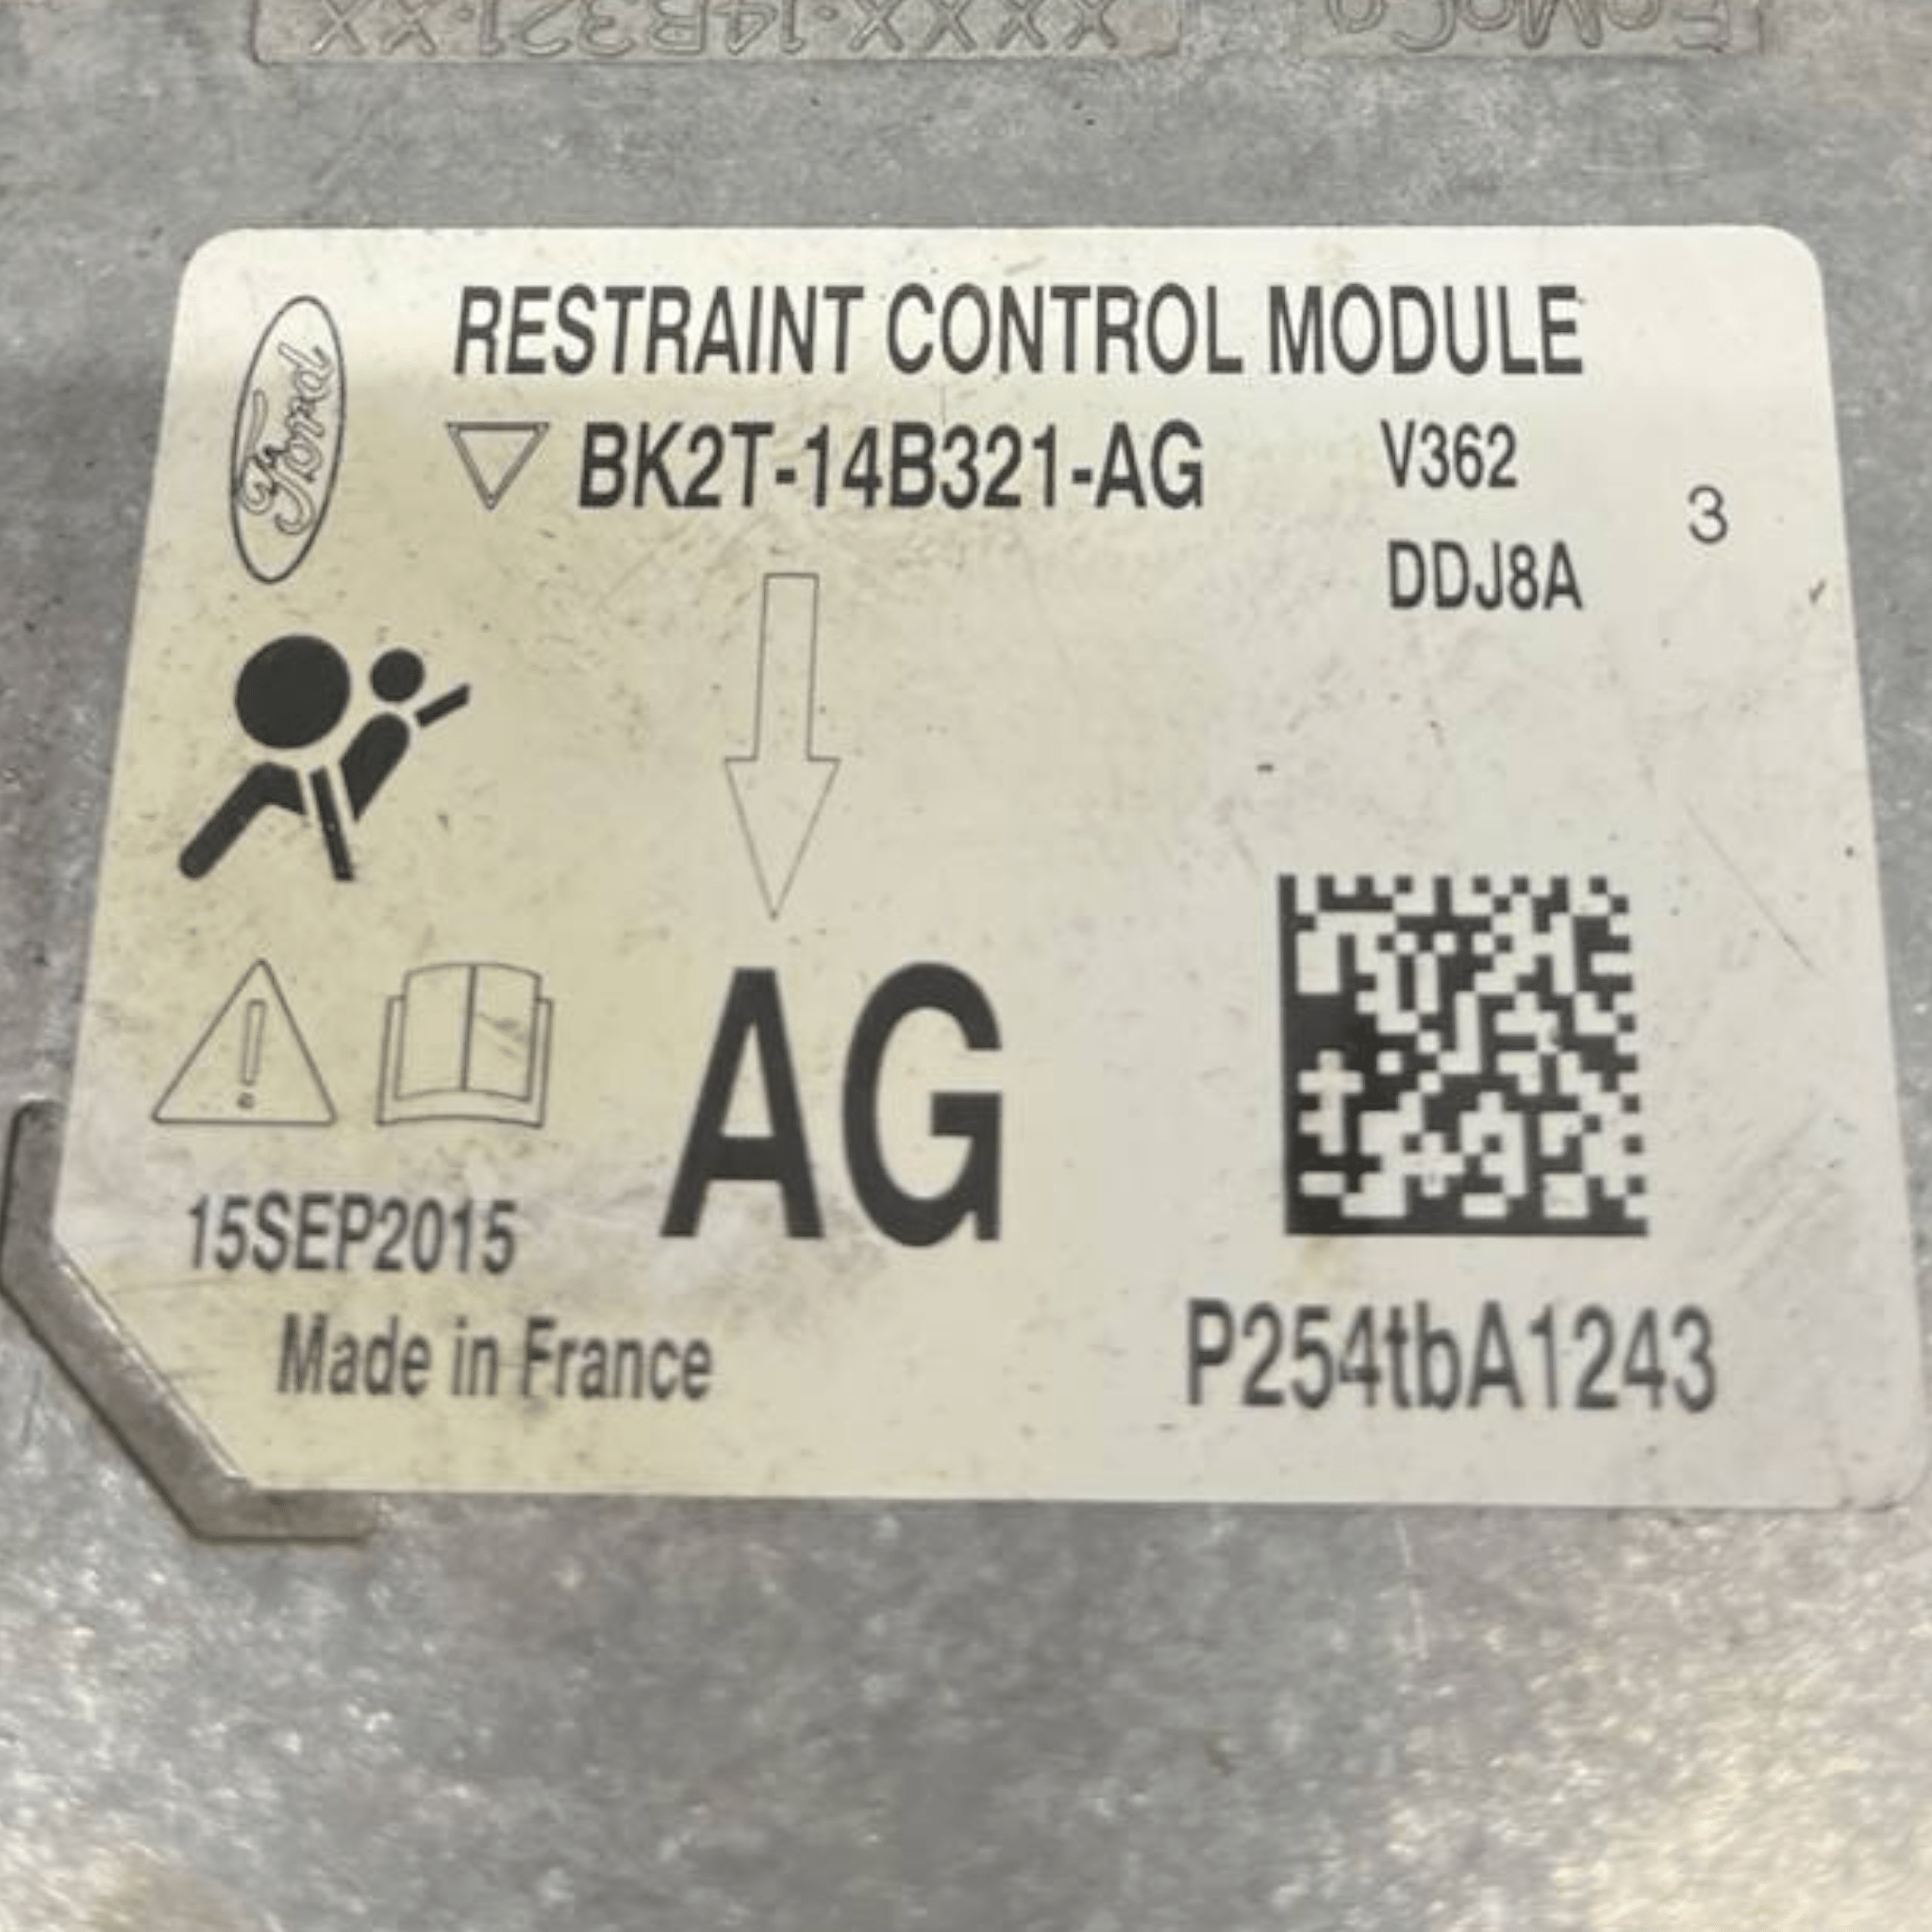 XXXX-14B321-XX
FoMoCo
Ford
RESTRAINT CONTROL MODULE
BK2T-14B321-AG
V362
3
DDJ8A
AG
15SEP2015
Made in France
P254tbA1243